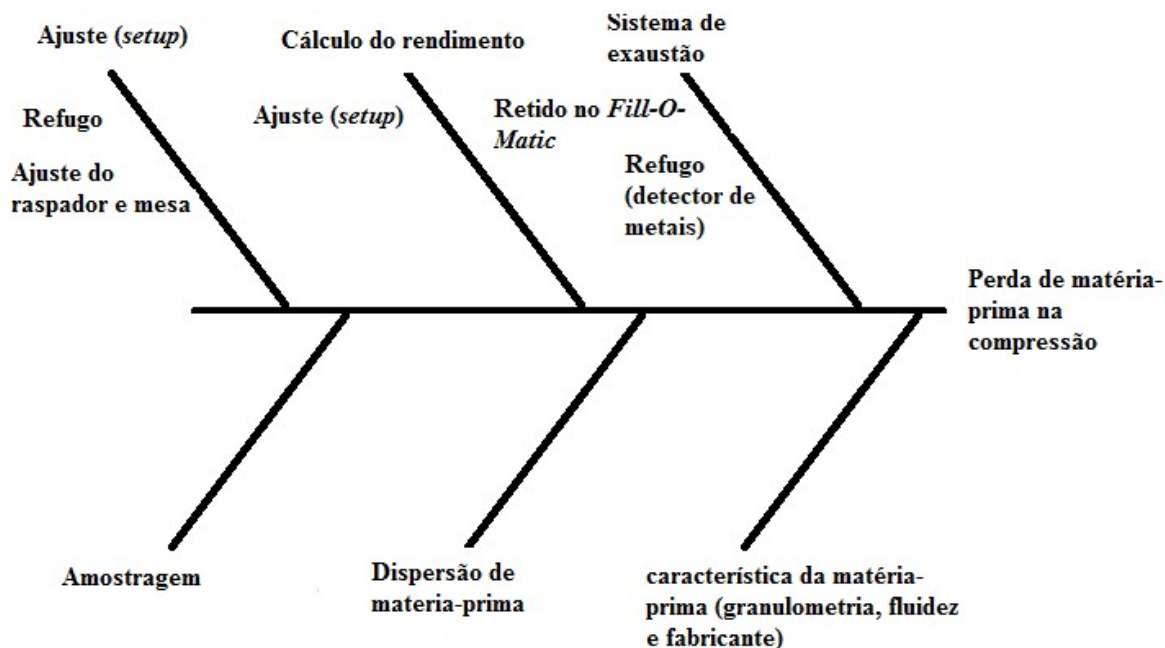 Ajuste (setup)
Cálculo do rendimento
Sistema de
exaustão
Refugo
Ajuste (setup)
Retido no Fill-O-
Matic
Ajuste do
raspador e mesa
Refugo
(detector de
metais)
Perda de matéria-
prima na
compressão
Amostragem
Dispersão de
materia-prima
característica da matéria-
prima (granulometria, fluidez
e fabricante)